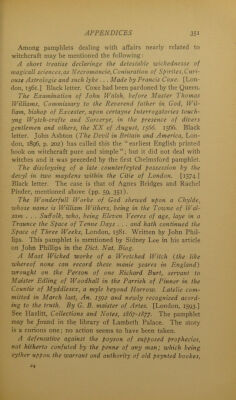 APPENDICES 351
Among pamphlets dealing with affairs nearly related to
witchcraft may be mentioned the following:
A short treatise declaringe the detestable wickednesse of
magicall sciences, as Necromancie, Coniuration of Spirites, Curi-
ouse Astrologie and such lyke . . . Made by Francis Coxe. [Lon-
don, 1561.] Black letter. Coxe had been pardoned by the Queen.
The Examination of John Walsh, before Master Thomas
Williams, Commissary to the Reverend father in God, Wil-
liam, bishop of Excester, upon certayne Interrogatories touch-
yng Wytch-crafte and Sorcerye, in the presence of divers
gentlemen and others, the XX of August, 1566. 1566. Black
letter. John Ashton (The Devil in Britain and America, Lon-
don, 1896, p. 202) has called this the "earliest English printed
book on witchcraft pure and simple"; but it did not deal with
witches and it was preceded by the first Chelmsford pamphlet.
The disclosing of a late counterfeyted possession by the
devyl in two maydens within the Citie of London. [1574.]
Black letter. The case is that of Agnes Bridges and Rachel
Pinder, mentioned above (pp. 59, 351).
The Wonderfull Worke of God shewed upon a Chylde,
whose name is William Withers, being in the Towne of Wal-
sam . . . Suffolk, who, being Eleven Yeeres of age, laye in a
Traunce the Space of Tenne Days . . . and hath continued the
Space of Three Weeks, London, 1581. Written by John Phil-
lips. This pamphlet is mentioned by Sidney Lee in his article
on John Phillips in the Dict. Nat. Biog.
A Most Wicked worke of a Wretched Witch (the like
whereof none can record these manie yeares in England)
wrought on the Person of one Richard Burt, servant to
Maister Edling of Woodhall in the Parrish of Pinner in the
Countie of Myddlesex, a myle beyond Harrow. Latelie com-
mitted in March last, An. 1592 and newly recognized acord-
ing to the truth. By G. B. maister of Artes. [London, 1593.]
See Hazlitt, Collections and Notes, 1867-1877. The pamphlet
may be found in the library of Lambeth Palace. The story
is a curious one; no action seems to have been taken.
A defensative against the poyson of supposed prophecies,
not hitherto confuted by the penne of any man; which being
eyther uppon the warrant and authority of old paynted bookes,
24